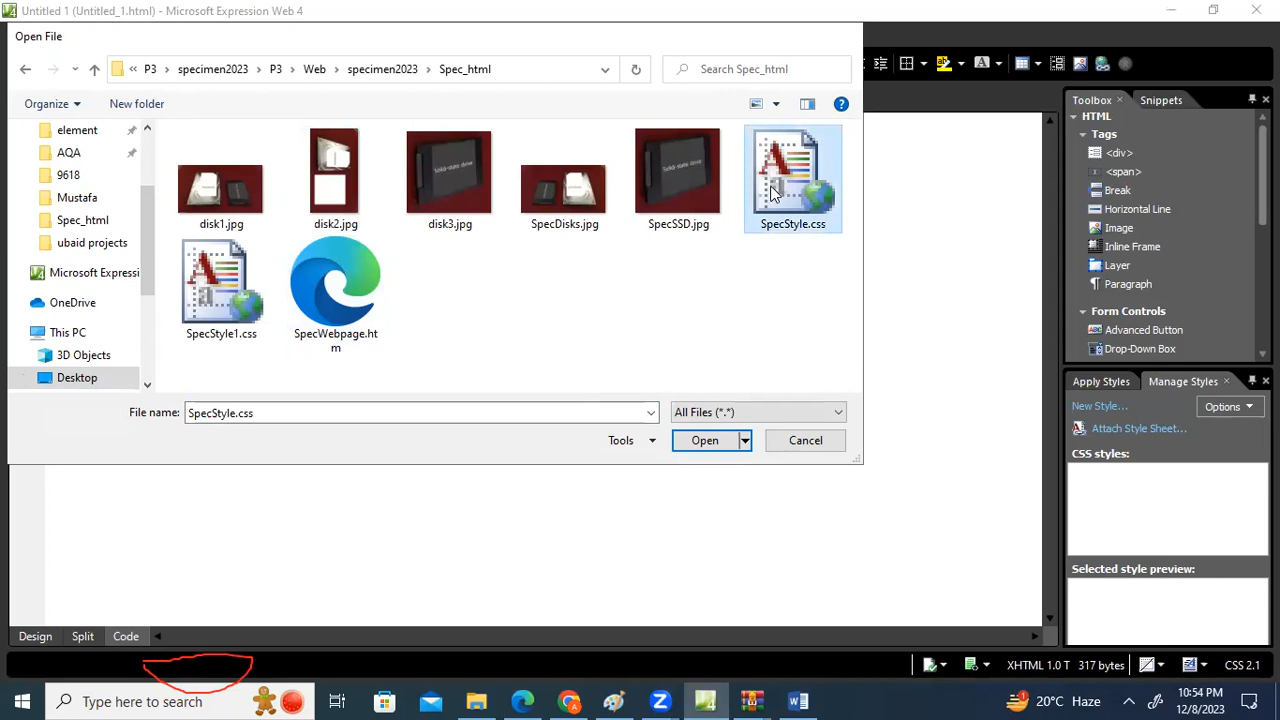 Untitled 1 (Untitled_1.html) - Microsoft Expression Web 4
Open File
« P3 > specimen2023 > P3 > Web > specimen2023 > Spec_html
Search Spec_html
Organize
New folder
element
AQA
9618
Mustafa
Spec_html
ubaid projects
Microsoft Expressi
OneDrive
This PC
3D Objects
Desktop
disk1.jpg
disk2.jpg
disk3.jpg
SpecDisks.jpg
SpecSSD.jpg
SpecStyle.css
SpecStyle1.css
SpecWebpage.ht
m
File name:
SpecStyle.css
All Files (*.*)
Tools
Open
Cancel
Toolbox
Snippets
HTML
Tags
<div>
<span>
Break
Horizontal Line
Image
Inline Frame
Layer
Paragraph
Form Controls
Advanced Button
Drop-Down Box
Apply Styles
Manage Styles
New Style...
Options
Attach Style Sheet...
CSS styles:
Selected style preview:
Design
Split
Code
XHTML 1.0 T
317 bytes
CSS 2.1
Type here to search
20°C Haze
10:54 PM
12/8/2023